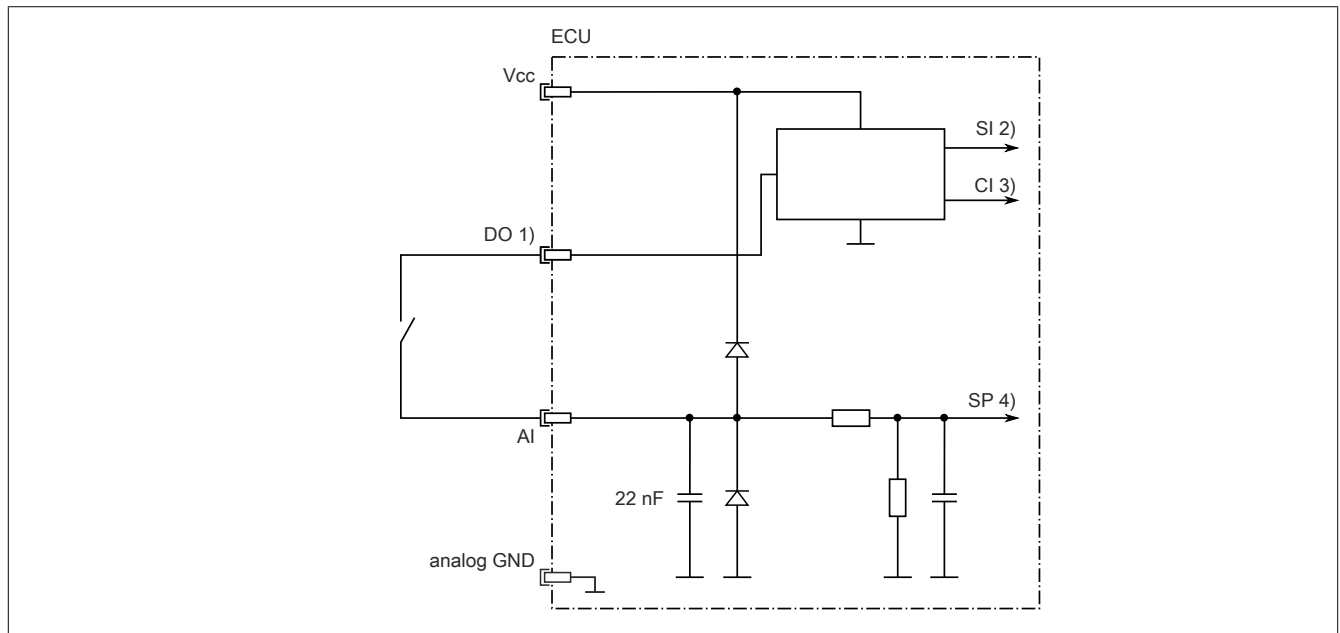 ECU
Vcc
SI 2)
CI 3)
DO 1)
SP 4)
AI
22 nF
analog GND